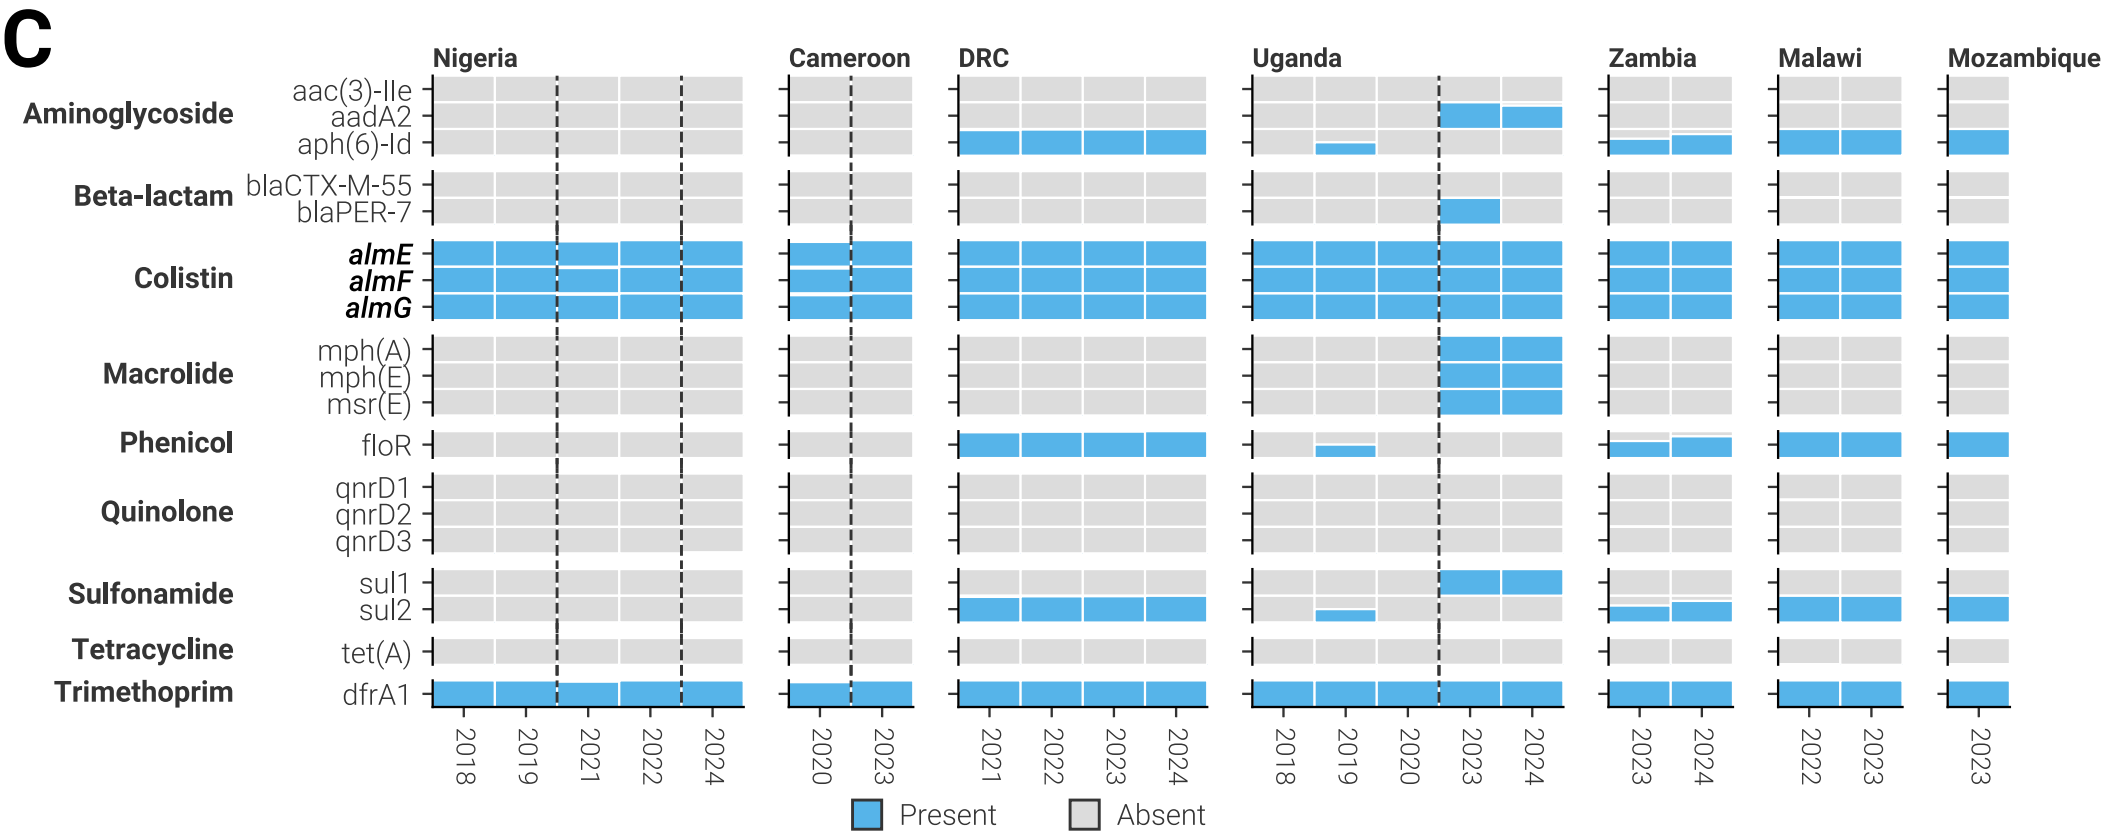 C
Nigeria Cameroon DRC Uganda Zambia Malawi Mozambique
Aminoglycoside
aac(3)-IIe
aadA2
aph(6)-Id
Beta-lactam
blaCTX-M-55
blaPER-7
Colistin
almE
almF
almG
Macrolide
mph(A)
mph(E)
msr(E)
Phenicol
floR
Quinolone
qnrD1
qnrD2
qnrD3
Sulfonamide
sul1
sul2
Tetracycline
tet(A)
Trimethoprim
dfrA1
2018 2019 2021 2022 2024 2020 2023 2021 2022 2023 2024 2018 2019 2020 2023 2024 2023 2024 2022 2023 2023
Present Absent